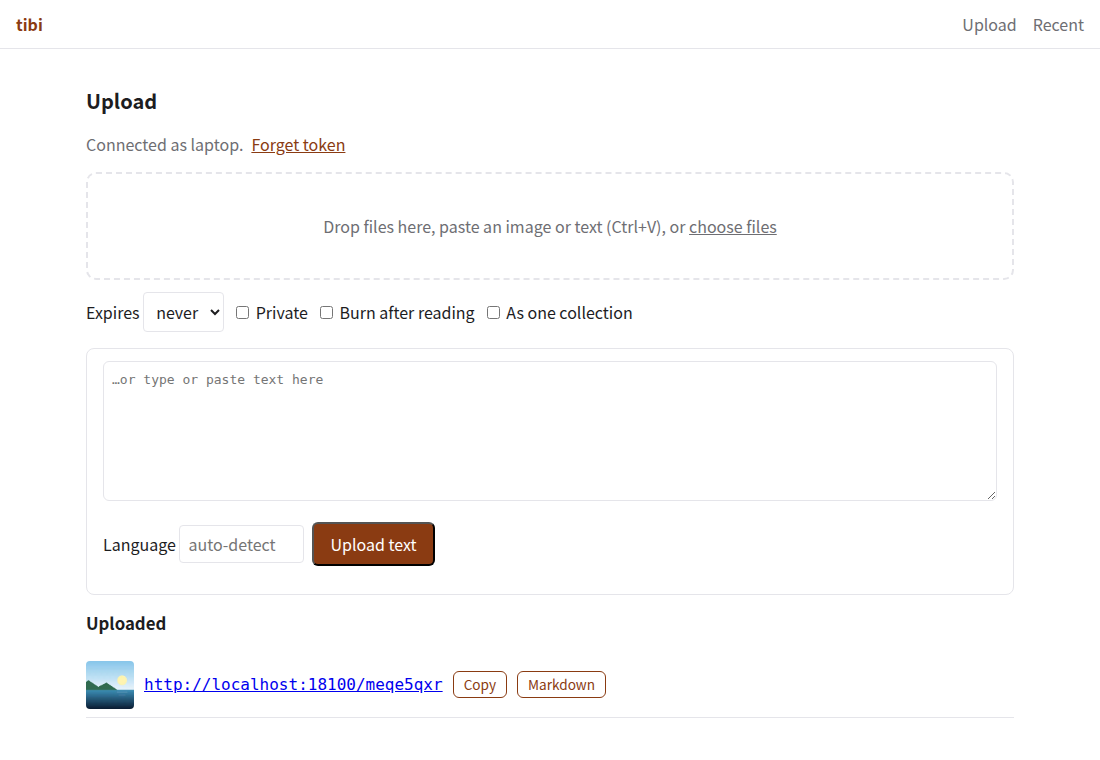 tibi
Upload Recent
Upload
Connected as laptop. Forget token
Drop files here, paste an image or text (Ctrl+V), or choose files
Expires never Private Burn after reading As one collection
…or type or paste text here
Language auto-detect Upload text
Uploaded
http://localhost:18100/meqe5qxr Copy Markdown